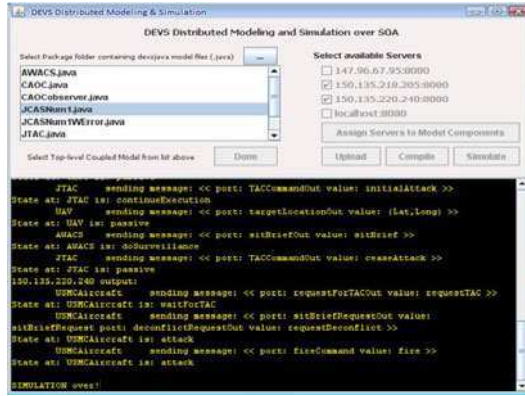 DEVS Distributed Modeling & Simulation
DEVS Distributed Modeling and Simulation over SOA
Select Package folder containing devsjava model files (.java)
...
AWACS.java
CAOC.java
CAOCobserver.java
JCASNum1.java
JCASNum1WError.java
JTAC.java
Select Top-level Coupled Model from list above
Done
Select available Servers
147.96.67.95:8080
150.135.218.205:8080
150.135.220.240:8080
localhost:8080
Assign Servers to Model Components
Upload
Compile
Simulate
JTAC sending message: << port: TACCommandOut value: initialAttack >>
State at: JTAC is: continueExecution
UAV sending message: << port: targetLocationOut value: (Lat,Long) >>
State at: UAV is: passive
AWACS sending message: << port: sitBriefOut value: sitBrief >>
State at: AWACS is: doSurveillance
JTAC sending message: << port: TACCommandOut value: ceaseAttack >>
State at: JTAC is: passive
150.135.220.240 output:
USMCAircraft sending message: << port: requestForTACOut value: requestTAC >>
State at: USMCAircraft is: waitForTAC
USMCAircraft sending message: << port: sitBriefRequestOut value:
sitBriefRequest port: deconflictRequestOut value: requestDeconflict >>
State at: USMCAircraft is: attack
USMCAircraft sending message: << port: fireCommand value: fire >>
State at: USMCAircraft is: attack
SIMULATION over!